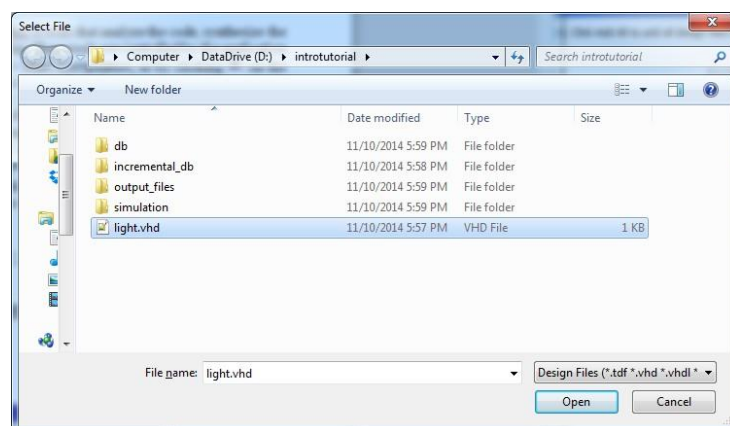 Select File
Computer ▸ DataDrive (D:) ▸ introtutorial ▸
Search introtutorial
Organize ▾ New folder
Name Date modified Type Size
db 11/10/2014 5:59 PM File folder
incremental_db 11/10/2014 5:58 PM File folder
output_files 11/10/2014 5:59 PM File folder
simulation 11/10/2014 5:59 PM File folder
light.vhd 11/10/2014 5:57 PM VHD File 1 KB
File name: light.vhd
Design Files (*.tdf *.vhd *.vhdl *
Open Cancel